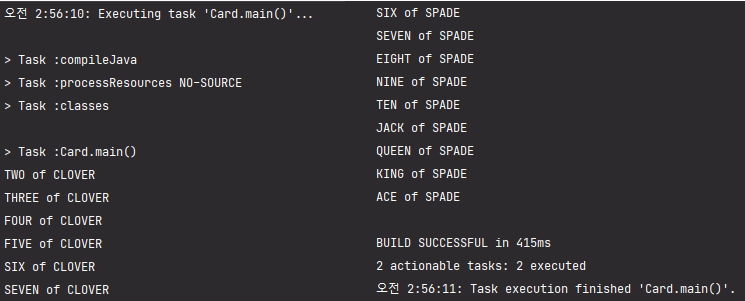 오전 2:56:10: Executing task 'Card.main()'...
> Task :compileJava
> Task :processResources NO-SOURCE
> Task :classes
> Task :Card.main()
TWO of CLOVER
THREE of CLOVER
FOUR of CLOVER
FIVE of CLOVER
SIX of CLOVER
SEVEN of CLOVER
SIX of SPADE
SEVEN of SPADE
EIGHT of SPADE
NINE of SPADE
TEN of SPADE
JACK of SPADE
QUEEN of SPADE
KING of SPADE
ACE of SPADE
BUILD SUCCESSFUL in 415ms
2 actionable tasks: 2 executed
오전 2:56:11: Task execution finished 'Card.main()'.